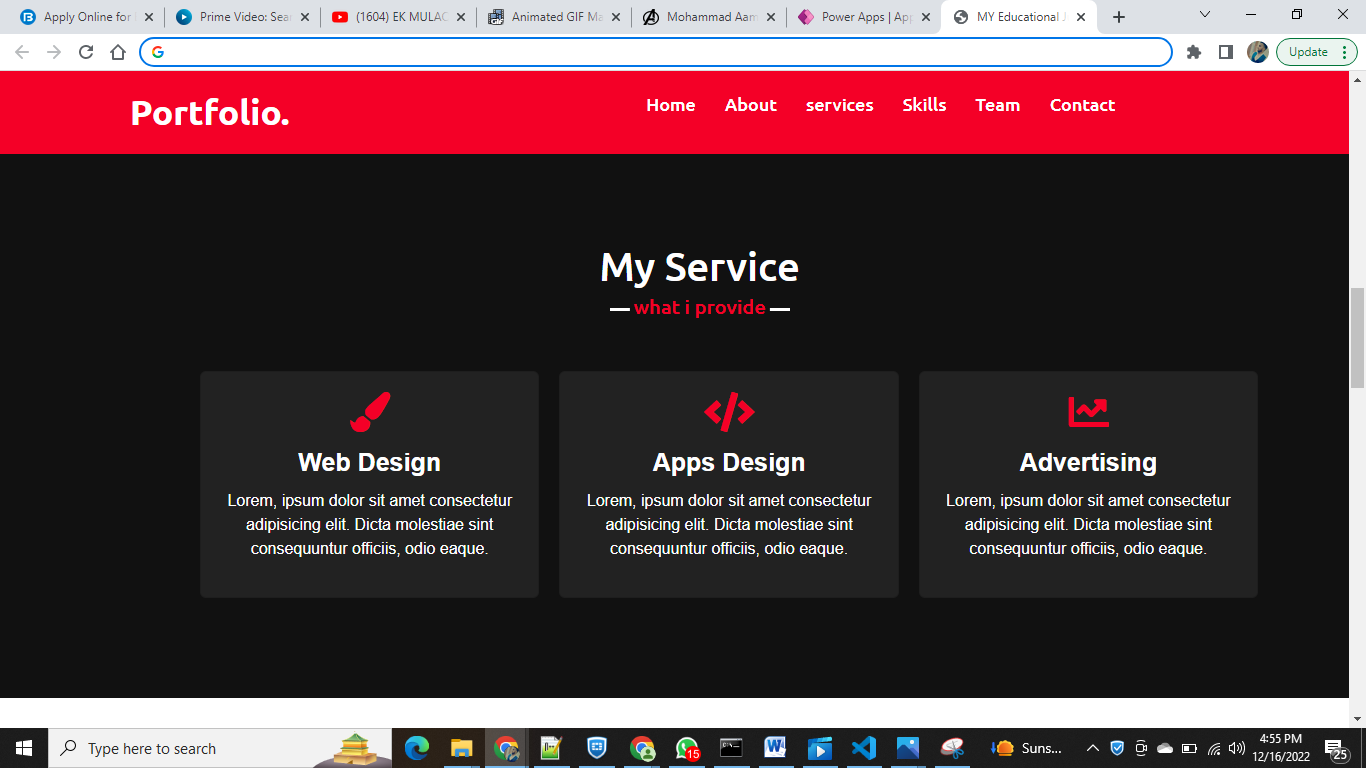 Apply Online for
Prime Video: Sea
(1604) EK MULAC
Animated GIF Ma
Mohammad Aam
Power Apps | App
MY Educational
Update
Portfolio.
Home
About
services
Skills
Team
Contact
My Service
what i provide
Web Design
Lorem, ipsum dolor sit amet consectetur
adipisicing elit. Dicta molestiae sint
consequuntur officiis, odio eaque.
Apps Design
Lorem, ipsum dolor sit amet consectetur
adipisicing elit. Dicta molestiae sint
consequuntur officiis, odio eaque.
Advertising
Lorem, ipsum dolor sit amet consectetur
adipisicing elit. Dicta molestiae sint
consequuntur officiis, odio eaque.
Type here to search
15
Suns...
4:55 PM
12/16/2022
25